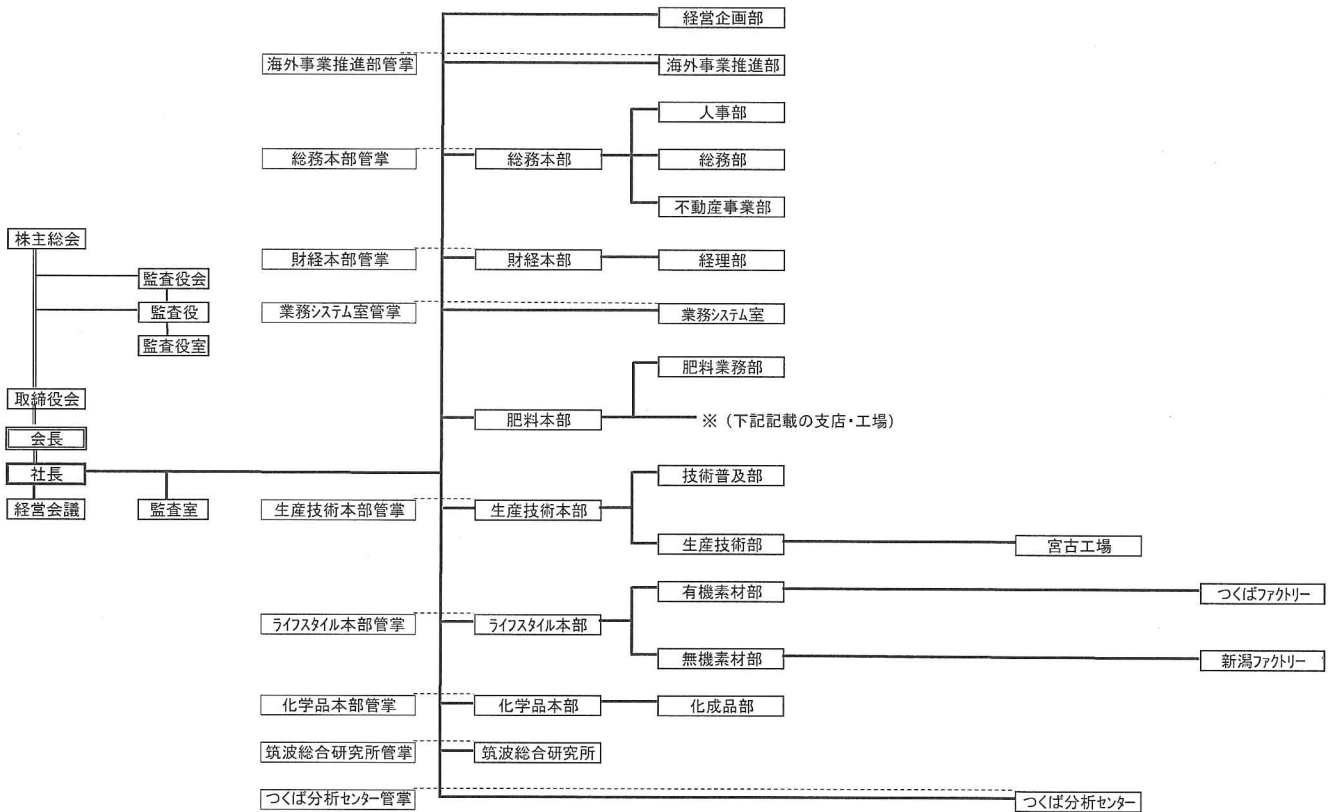 経営企画部
海外事業推進部管掌
海外事業推進部
人事部
総務本部管掌
総務本部
総務部
不動産事業部
株主総会
財経本部管掌
財経本部
経理部
監査役会
業務システム室管掌
監査役
業務システム室
監査役室
肥料業務部
取締役会
肥料本部
※（下記記載の支店・工場）
会長
社長
技術普及部
経営会議
監査室
生産技術本部管掌
生産技術本部
生産技術部
宮古工場
有機素材部
つくばファクトリー
ライフスタイル本部管掌
ライフスタイル本部
無機素材部
新潟ファクトリー
化学品本部管掌
化学品本部
化成品部
筑波総合研究所管掌
筑波総合研究所
つくば分析センター管掌
つくば分析センター